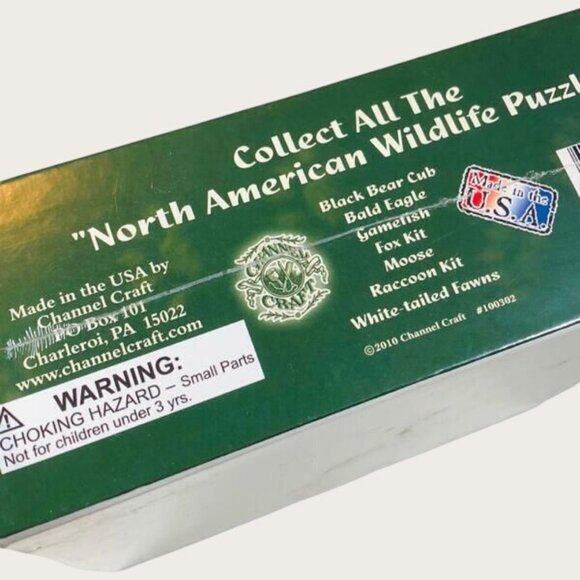 Collect All The
"North American Wildlife Puzzl
Black Bear Cub
Bald Eagle
Gamefish
Fox Kit
Moose
Raccoon Kit
White-tailed Fawns
©2010 Channel Craft #100302
Made in the
U.S.A.
CHANNEL
CRAFT
Made in the USA by
Channel Craft
PO Box 101
Charleroi, PA 15022
www.channelcraft.com
WARNING:
CHOKING HAZARD – Small Parts
Not for children under 3 yrs.